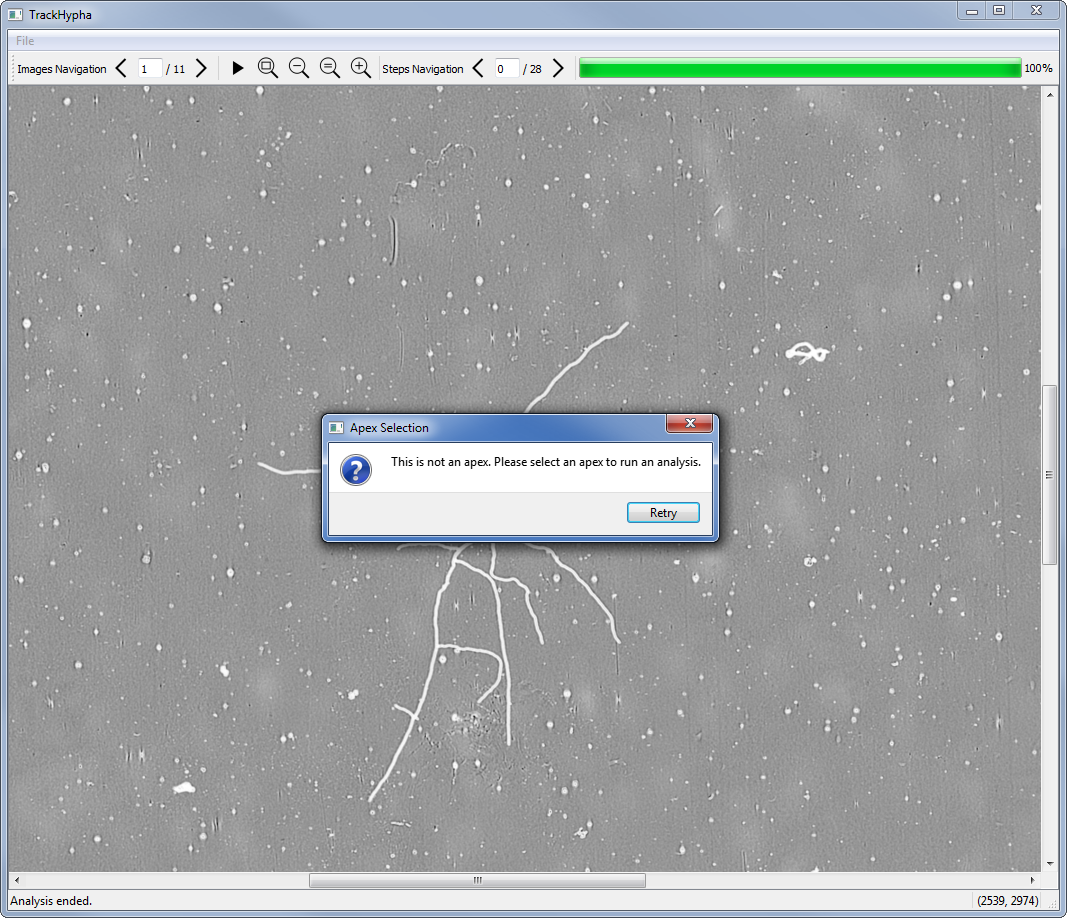 TrackHypha
File
Images Navigation 1 / 11 Steps Navigation 0 / 28 100%
Apex Selection
This is not an apex. Please select an apex to run an analysis.
Retry
Analysis ended. (2539, 2974)